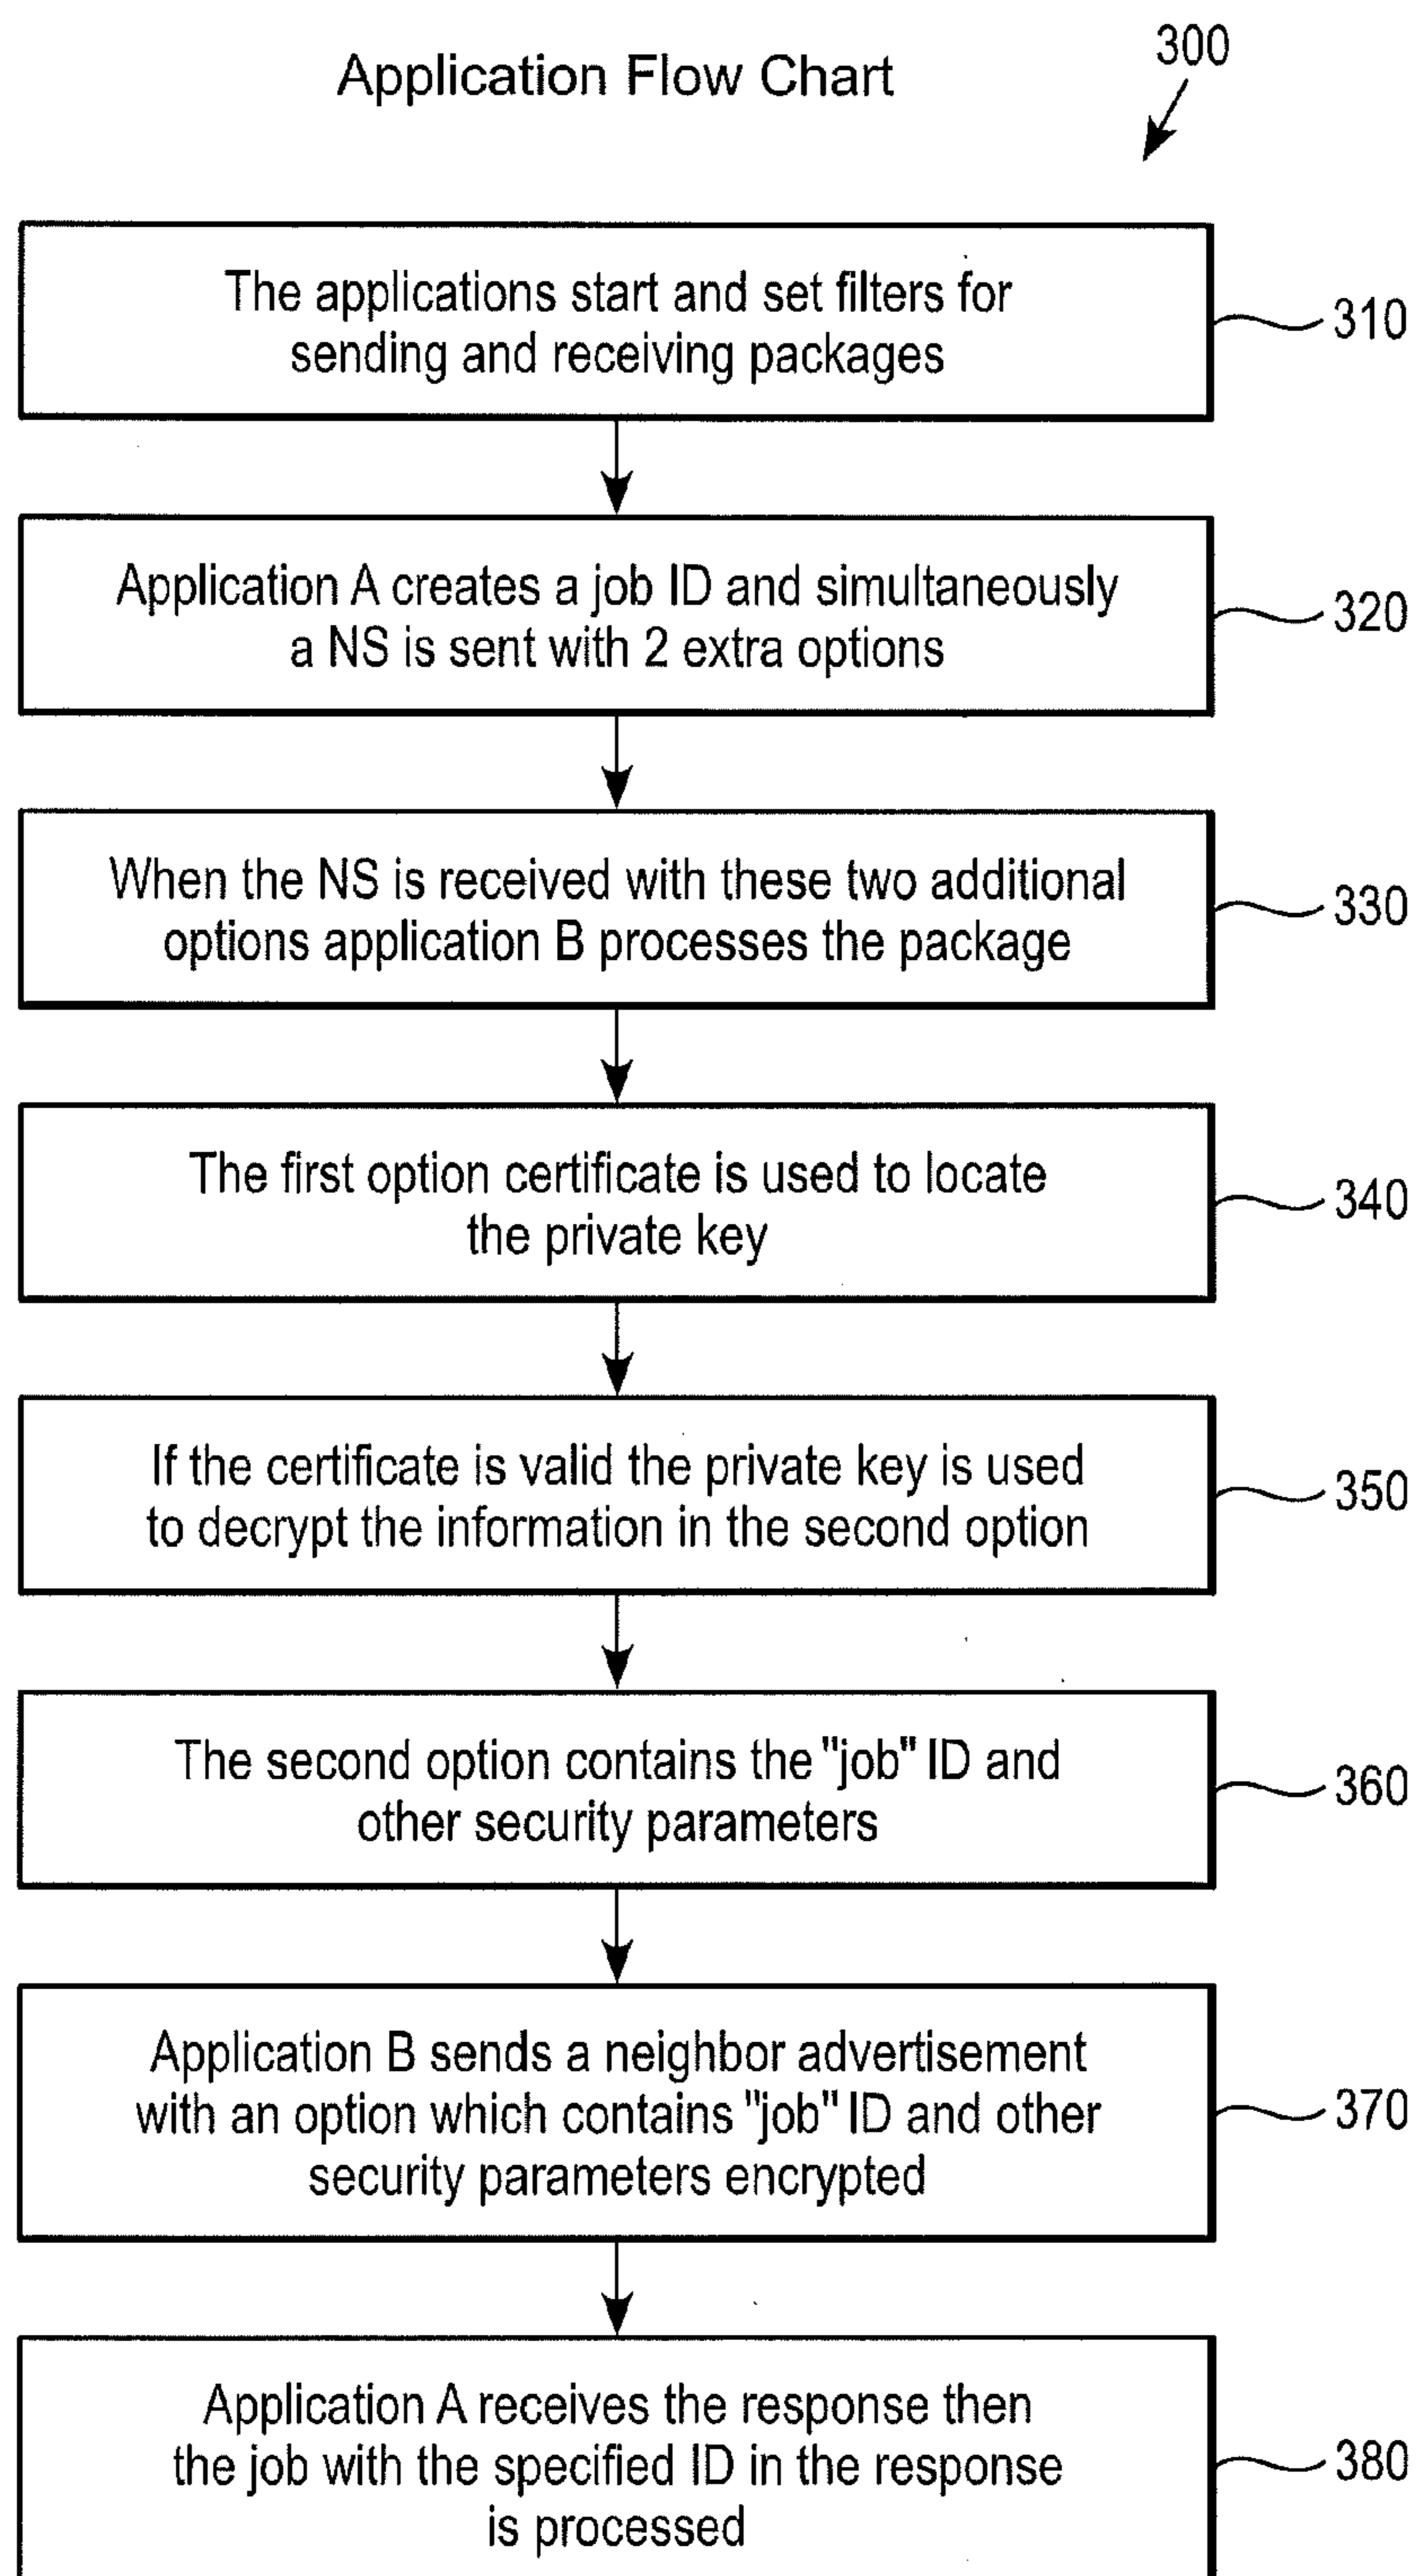 Application Flow Chart
300
The applications start and set filters for
sending and receiving packages
310
Application A creates a job ID and simultaneously
a NS is sent with 2 extra options
320
When the NS is received with these two additional
options application B processes the package
330
The first option certificate is used to locate
the private key
340
If the certificate is valid the private key is used
to decrypt the information in the second option
350
The second option contains the "job" ID and
other security parameters
360
Application B sends a neighbor advertisement
with an option which contains "job" ID and other
security parameters encrypted
370
Application A receives the response then
the job with the specified ID in the response
is processed
380